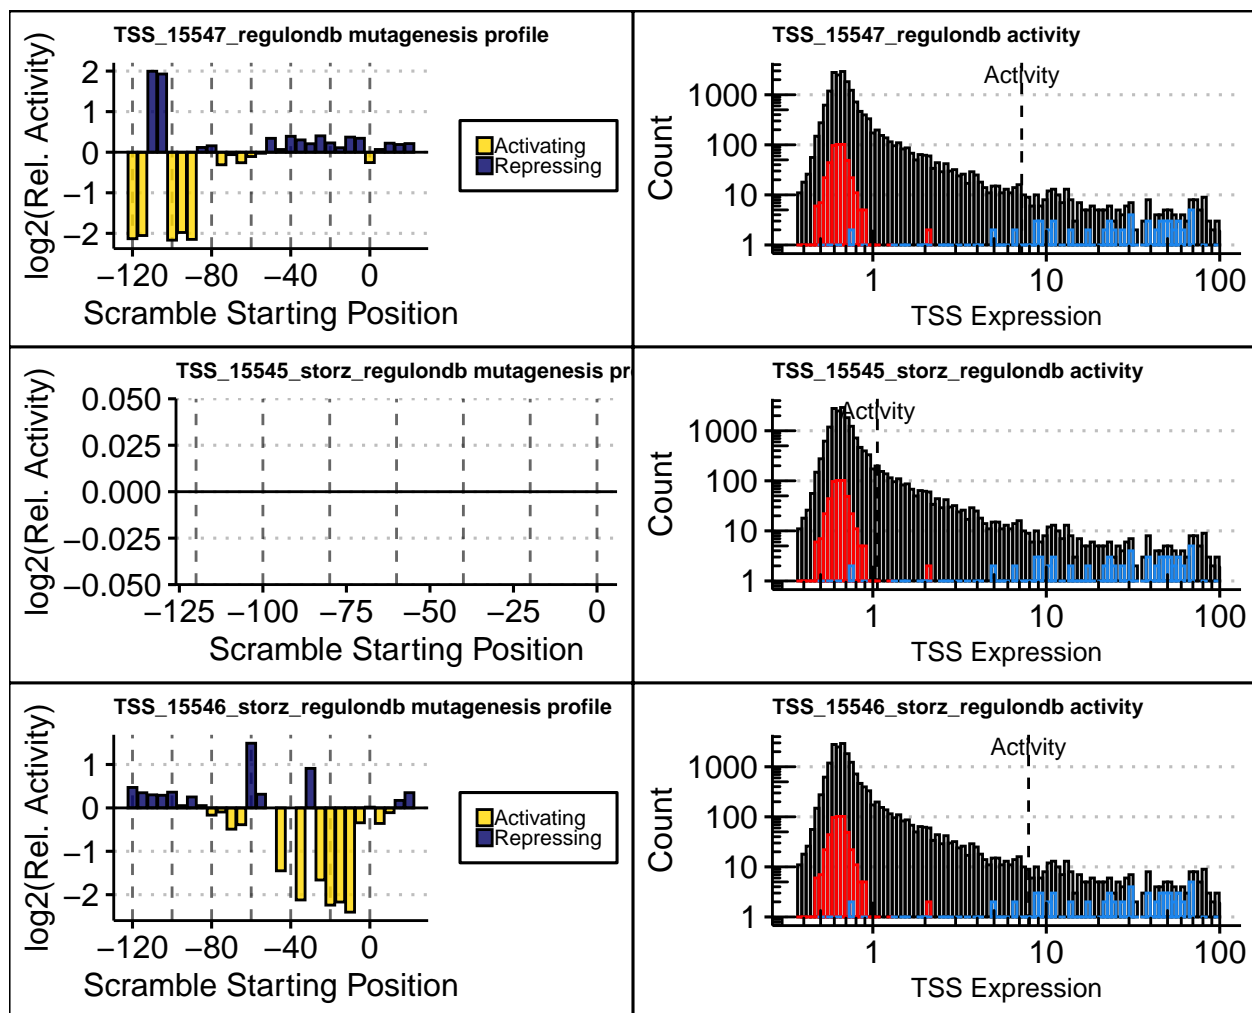 TSS_15547_regulondb mutagenesis profile
log2(Rel. Activity)
2
1
0
−1
−2
−120
−80
−40
0
Scramble Starting Position
Activating
Repressing
TSS_15547_regulondb activity
Activity
Count
1000
100
10
1
1
10
100
TSS Expression
TSS_15545_storz_regulondb mutagenesis pr
log2(Rel. Activity)
0.050
0.025
0.000
−0.025
−0.050
−125
−100
−75
−50
−25
0
Scramble Starting Position
TSS_15545_storz_regulondb activity
Activity
Count
1000
100
10
1
1
10
100
TSS Expression
TSS_15546_storz_regulondb mutagenesis profile
log2(Rel. Activity)
1
0
−1
−2
−120
−80
−40
0
Scramble Starting Position
Activating
Repressing
TSS_15546_storz_regulondb activity
Activity
Count
1000
100
10
1
1
10
100
TSS Expression